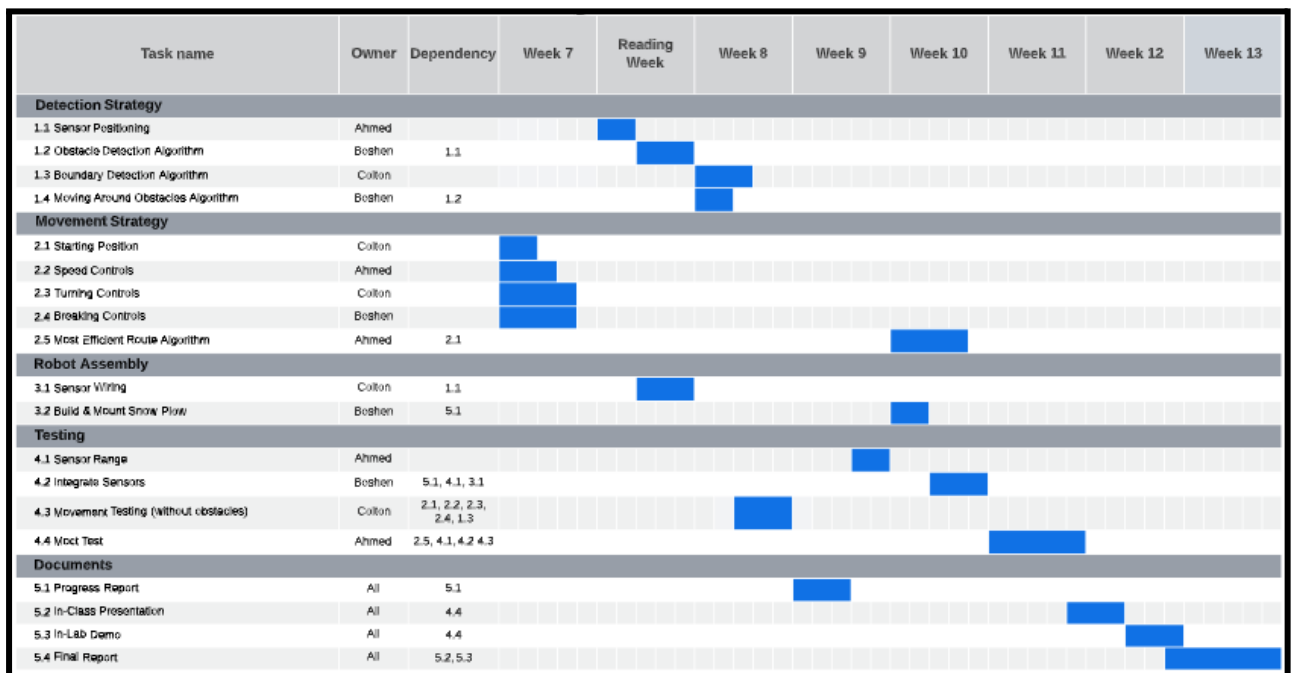 Task name Owner Dependency Week 7 Reading Week Week 8 Week 9 Week 10 Week 11 Week 12 Week 13
Detection Strategy
1.1 Sensor Positioning Ahmed
1.2 Obstacle Detection Algorithm Beshen 1.1
1.3 Boundary Detection Algorithm Colton
1.4 Moving Around Obstacles Algorithm Beshen 1.2
Movement Strategy
2.1 Starting Position Colton
2.2 Speed Controls Ahmed
2.3 Turning Controls Colton
2.4 Breaking Controls Beshen
2.5 Most Efficient Route Algorithm Ahmed 2.1
Robot Assembly
3.1 Sensor Wiring Colton 1.1
3.2 Build & Mount Snow Plow Beshen 5.1
Testing
4.1 Sensor Range Ahmed
4.2 Integrate Sensors Beshen 5.1, 4.1, 3.1
4.3 Movement Testing (without obstacles) Colton 2.1, 2.2, 2.3, 2.4, 1.3
4.4 Moct Test Ahmed 2.5, 4.1, 4.2 4.3
Documents
5.1 Progress Report All 5.1
5.2 In-Class Presentation All 4.4
5.3 In-Lab Demo All 4.4
5.4 Final Report All 5.2, 5.3